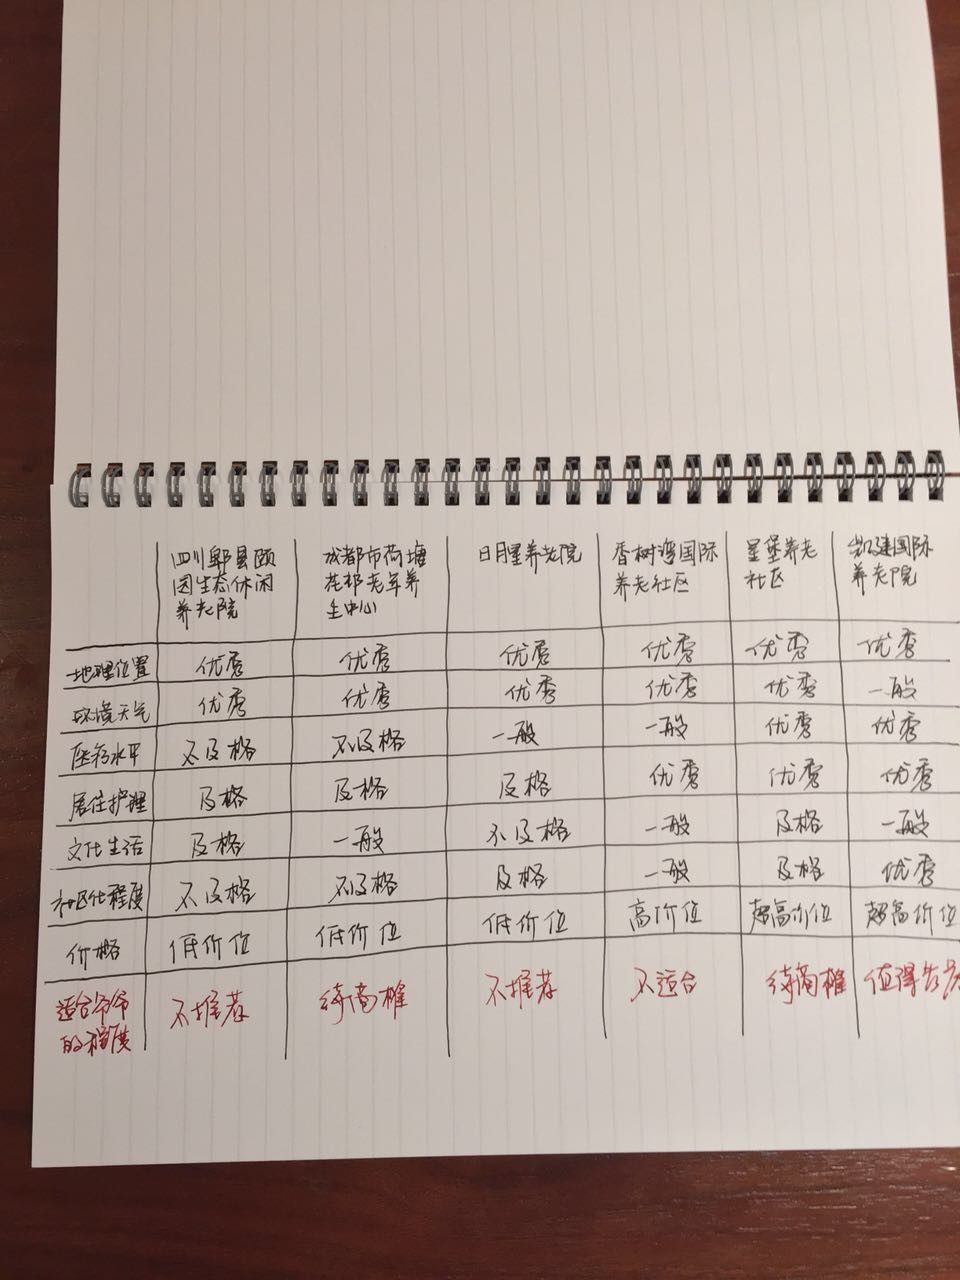 四川郫县颐 成都市荷塘 日月星养老院 香树湾国际 星堡养老 凯健国际
园生态休闲 花都老年养 养老社区 社区 养老院
养老院 生中心
地理位置 优秀 优秀 优秀 优秀 优秀 优秀
环境天气 优秀 优秀 优秀 优秀 优秀 一般
医疗水平 不及格 不及格 一般 一般 优秀 优秀
居住护理 及格 及格 及格 优秀 优秀 优秀
文化生活 及格 一般 不及格 一般 及格 一般
社区化程度 不及格 不及格 及格 一般 及格 优秀
价格 低价位 低价位 低价位 高价位 超高价位 超高价位
适合爷爷 不推荐 待商榷 不推荐 不适合 待商榷 值得考虑
的程度